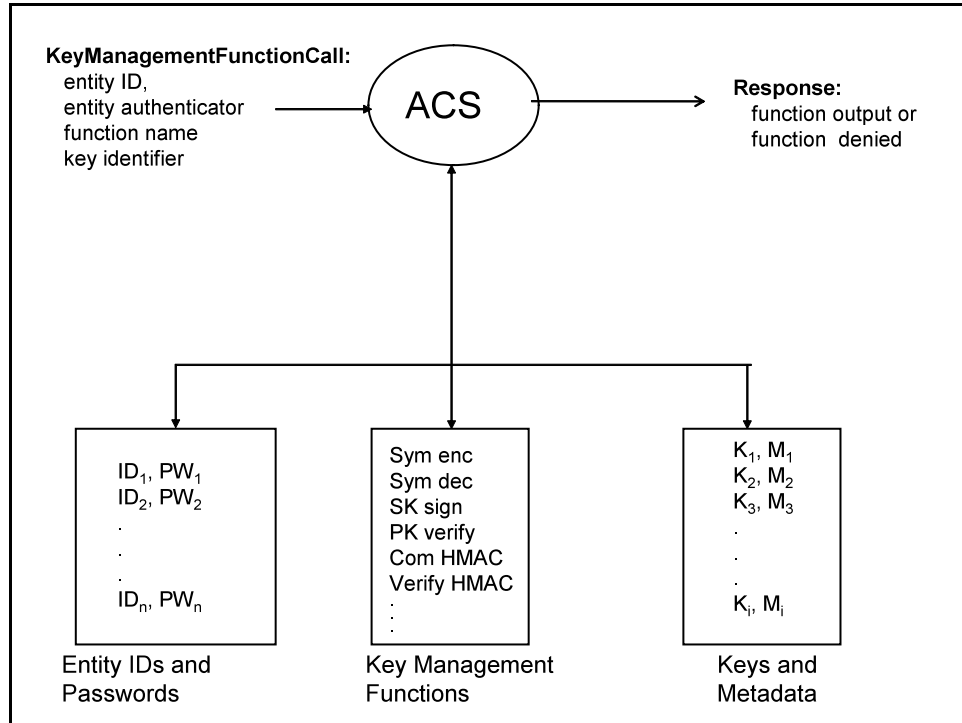 KeyManagementFunctionCall:
entity ID,
entity authenticator
function name
key identifier
ACS
Response:
function output or
function denied
ID₁, PW₁
ID₂, PW₂
.
.
.
IDₙ, PWₙ
Entity IDs and
Passwords
Sym enc
Sym dec
SK sign
PK verify
Com HMAC
Verify HMAC
.
.
.
Key Management
Functions
K₁, M₁
K₂, M₂
K₃, M₃
.
.
.
Kᵢ, Mᵢ
Keys and
Metadata